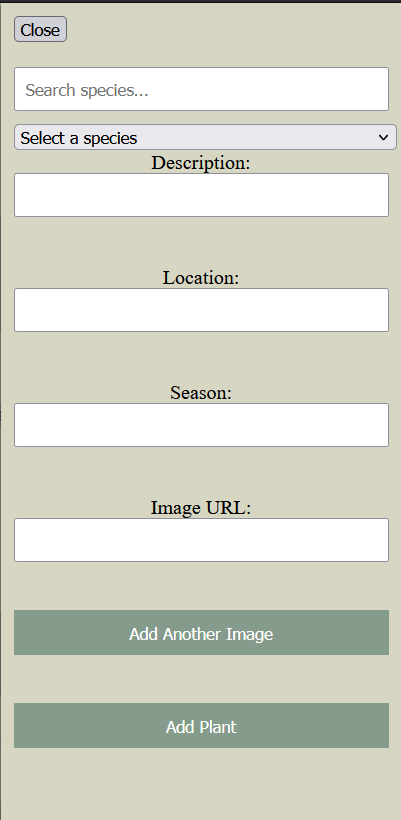 Close
Search species...
Select a species
Description:
Location:
Season:
Image URL:
Add Another Image
Add Plant